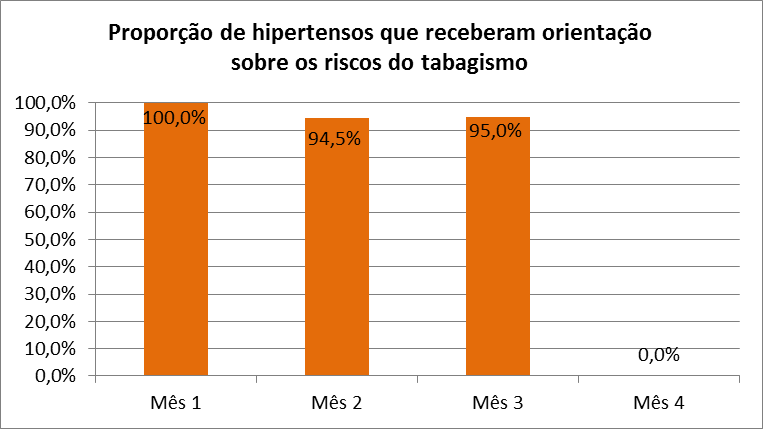 Proporção de hipertensos que receberam orientação
sobre os riscos do tabagismo
100,0%
90,0%
80,0%
70,0%
60,0%
50,0%
40,0%
30,0%
20,0%
10,0%
0,0%
100,0%
94,5%
95,0%
0,0%
Mês 1
Mês 2
Mês 3
Mês 4